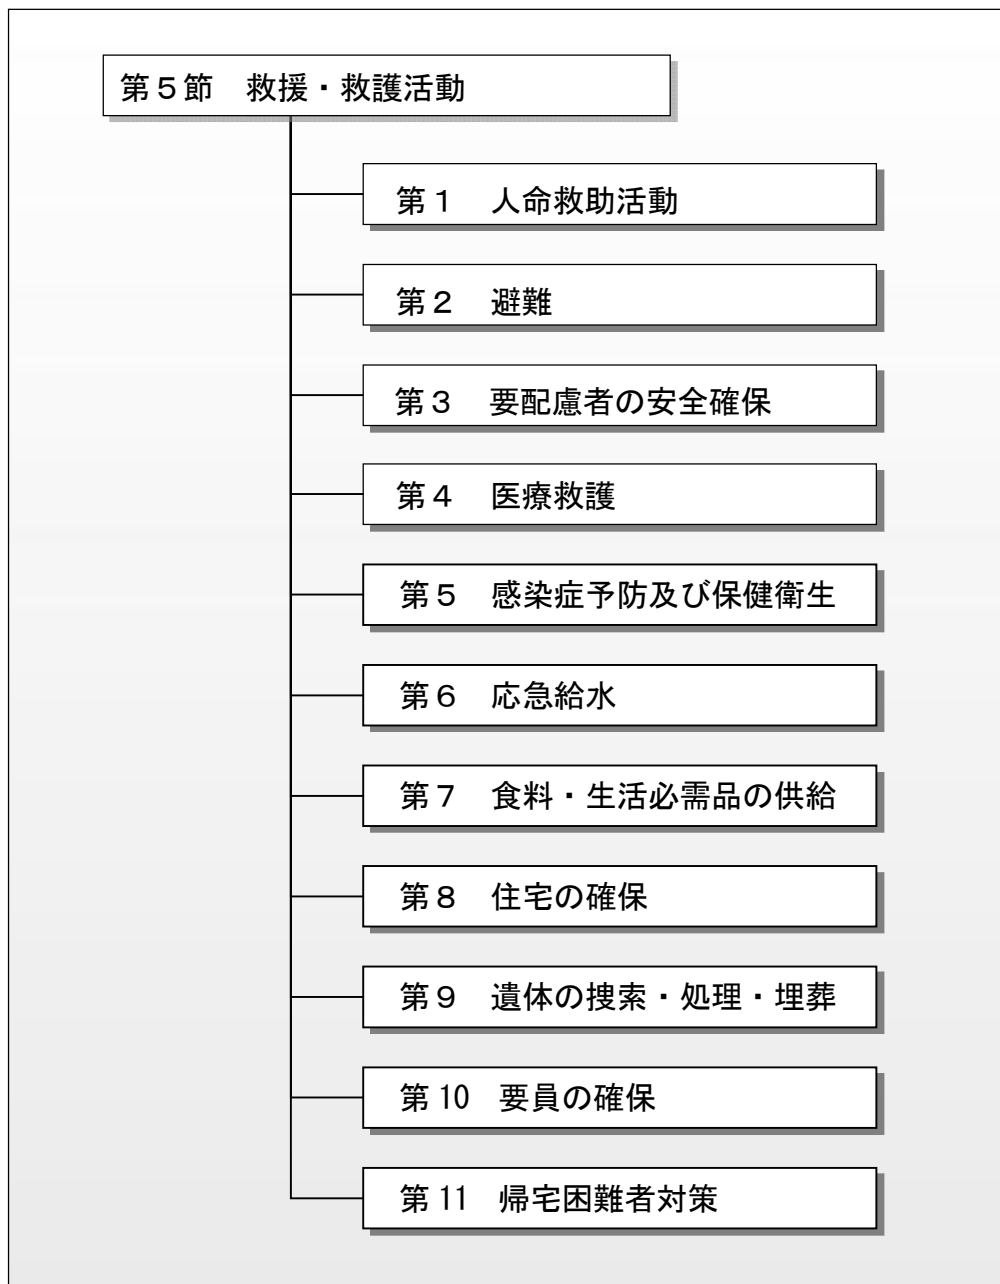 第５節　救援・救護活動
第１　人命救助活動
第２　避難
第３　要配慮者の安全確保
第４　医療救護
第５　感染症予防及び保健衛生
第６　応急給水
第７　食料・生活必需品の供給
第８　住宅の確保
第９　遺体の捜索・処理・埋葬
第 10　要員の確保
第 11　帰宅困難者対策